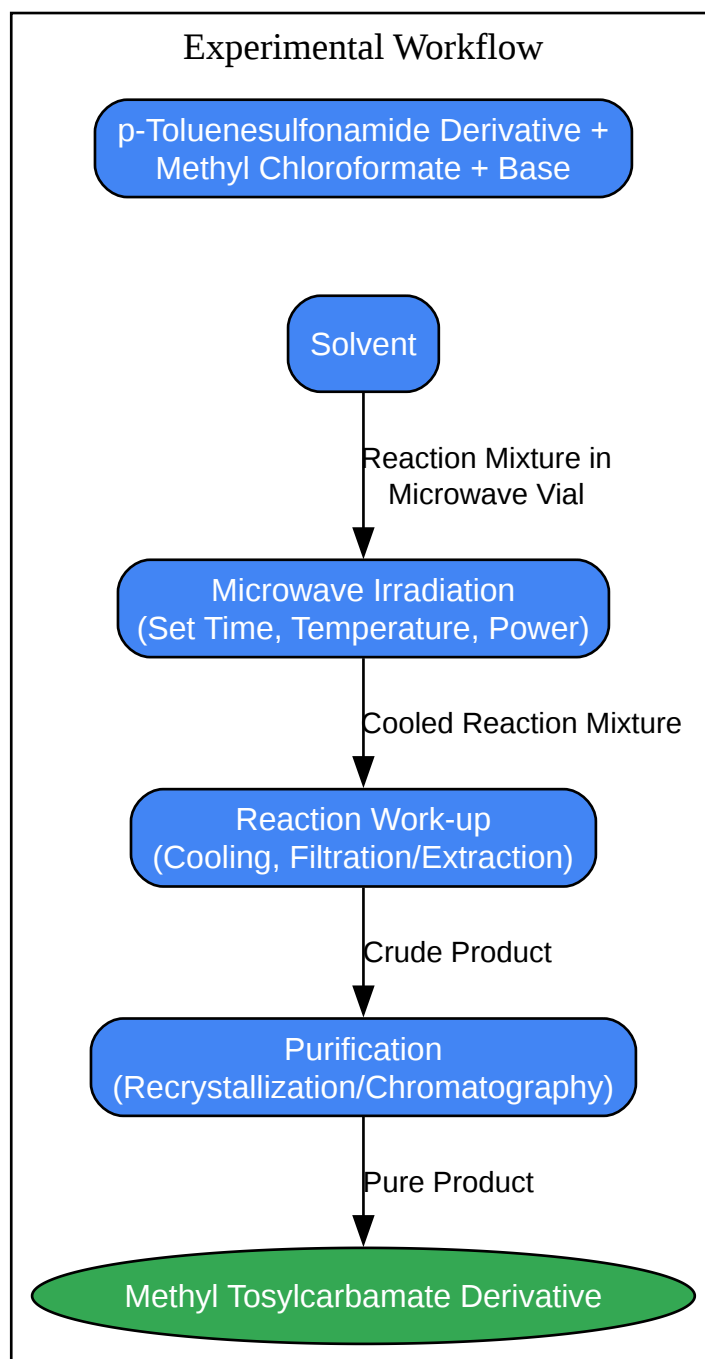 Experimental Workflow
p-Toluenesulfonamide Derivative +
Methyl Chloroformate + Base
Solvent
Reaction Mixture in
Microwave Vial
Microwave Irradiation
(Set Time, Temperature, Power)
Cooled Reaction Mixture
Reaction Work-up
(Cooling, Filtration/Extraction)
Crude Product
Purification
(Recrystallization/Chromatography)
Pure Product
Methyl Tosylcarbamate Derivative